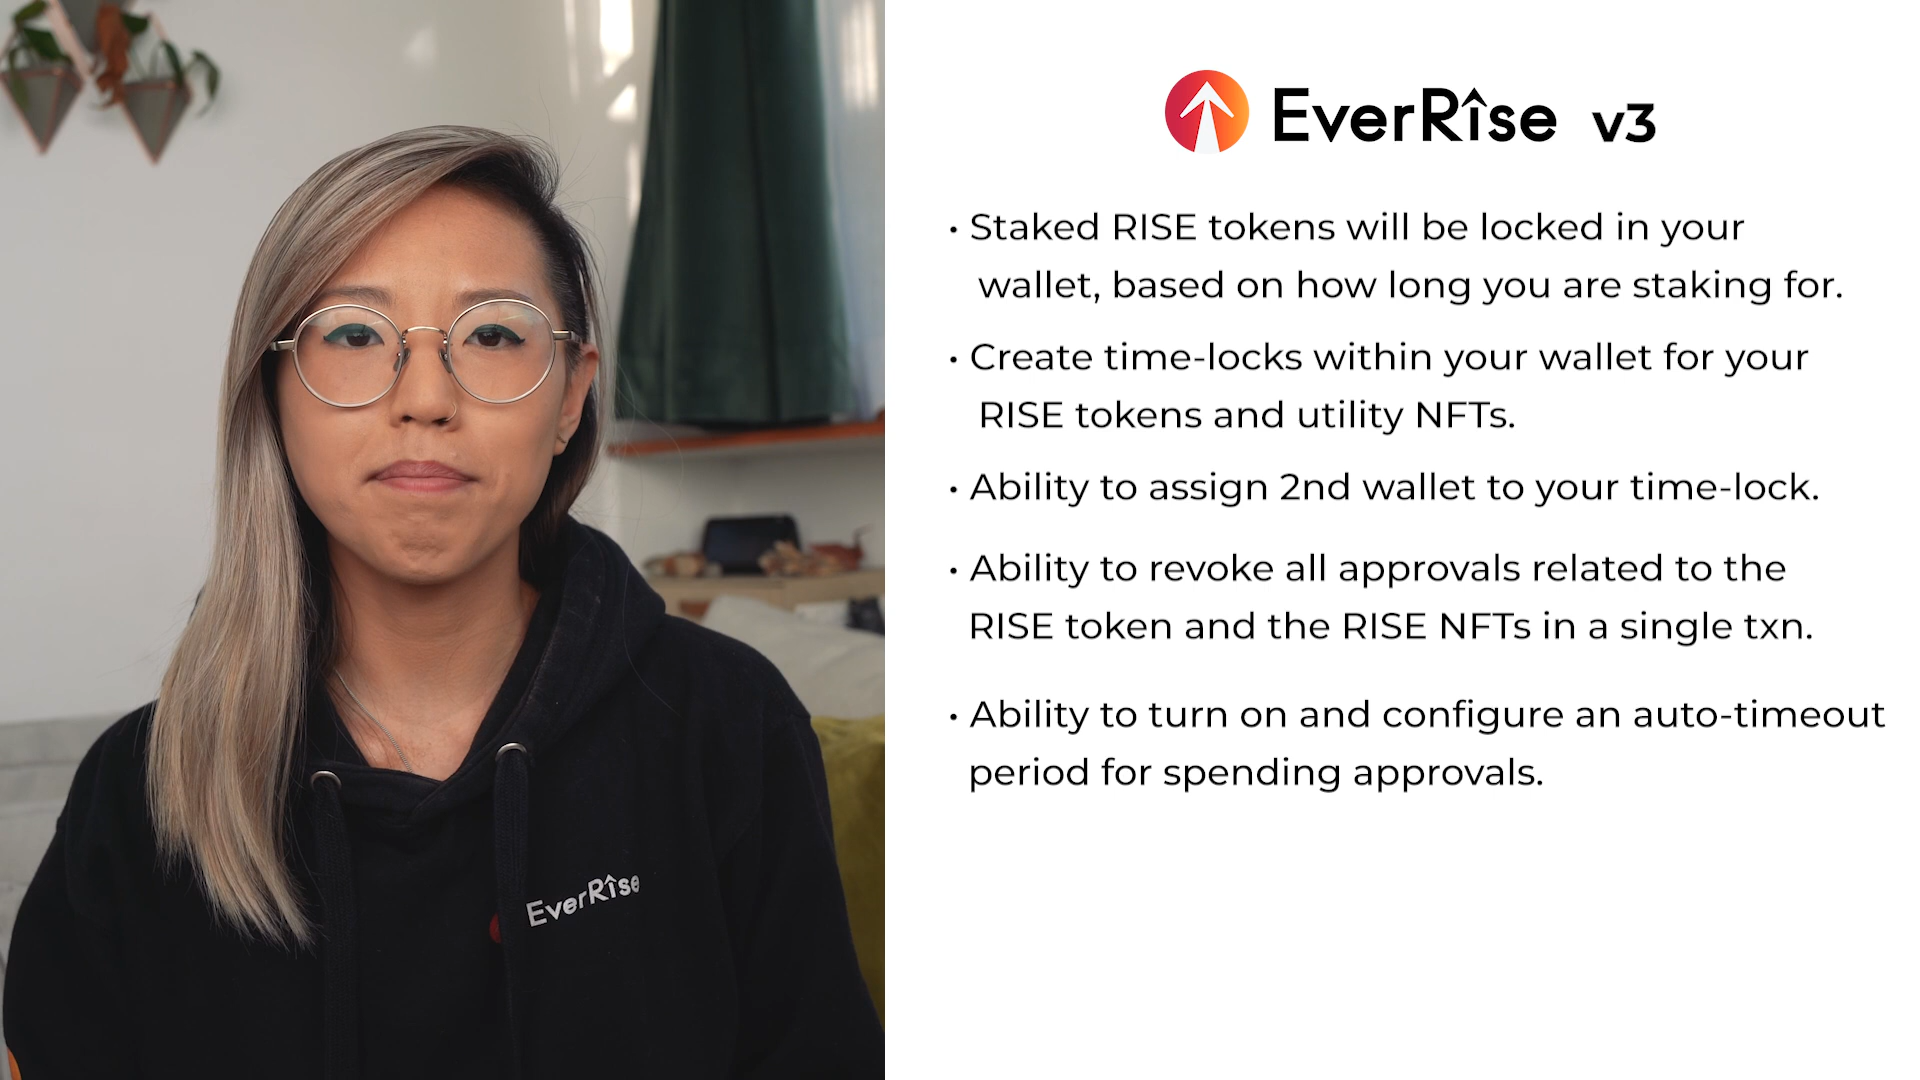 EverRise v3
• Staked RISE tokens will be locked in your
wallet, based on how long you are staking for.
• Create time-locks within your wallet for your
RISE tokens and utility NFTs.
• Ability to assign 2nd wallet to your time-lock.
• Ability to revoke all approvals related to the
RISE token and the RISE NFTs in a single txn.
• Ability to turn on and configure an auto-timeout
period for spending approvals.
EverRise